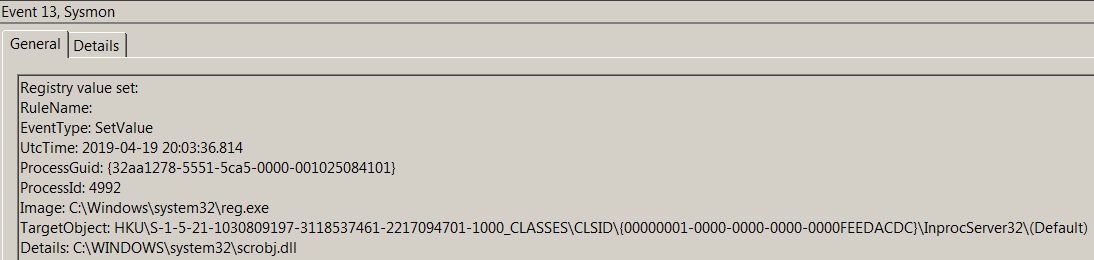 Event 13, Sysmon
General Details
Registry value set:
RuleName:
EventType: SetValue
UtcTime: 2019-04-19 20:03:36.814
ProcessGuid: {32aa1278-5551-5ca5-0000-001025084101}
ProcessId: 4992
Image: C:\Windows\system32\reg.exe
TargetObject: HKU\S-1-5-21-1030809197-3118537461-2217094701-1000_CLASSES\CLSID\{00000001-0000-0000-0000-0000FEEDACDC}\InprocServer32\(Default)
Details: C:\WINDOWS\system32\scrobj.dll